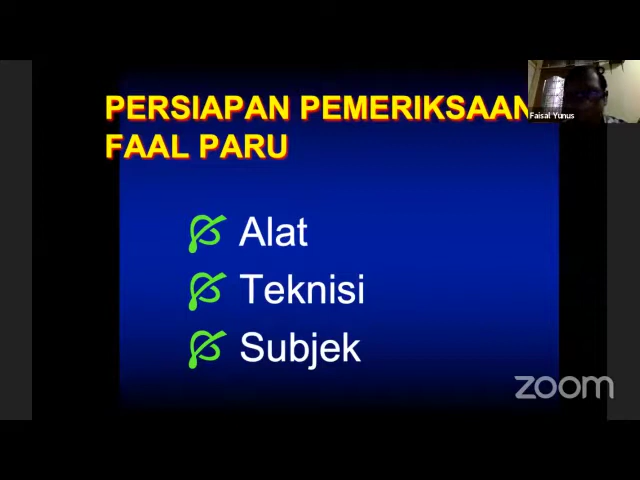 PERSIAPAN PEMERIKSAAN
FAAL PARU
Faisal Yunus
Alat
Teknisi
Subjek
zoom